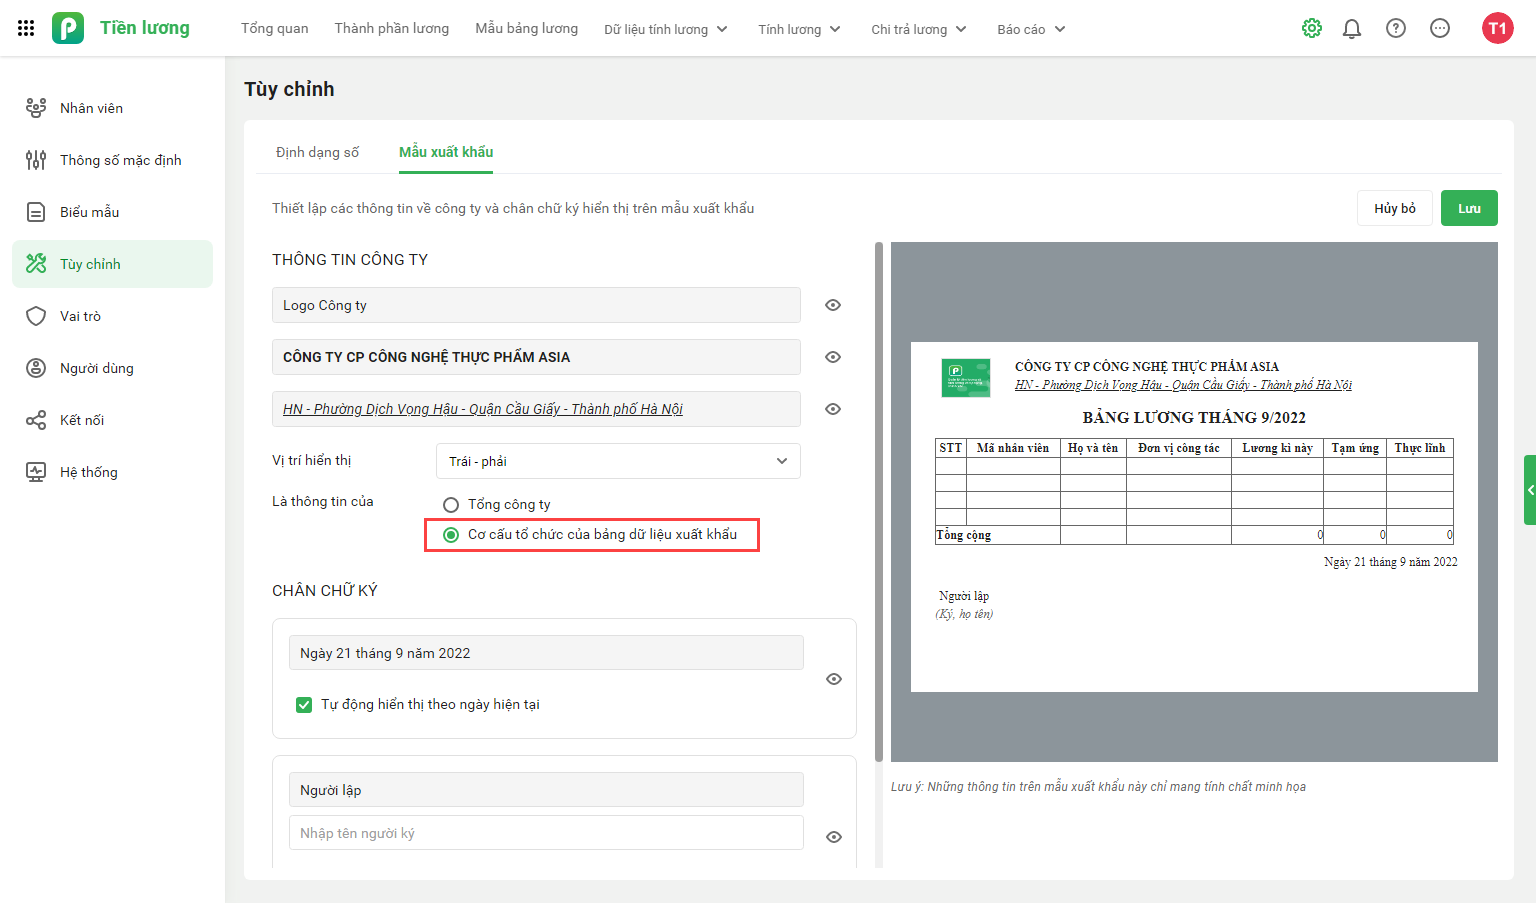 Tiền lương
Tổng quan
Thành phần lương
Mẫu bảng lương
Dữ liệu tính lương
Tính lương
Chi trả lương
Báo cáo
T1
Nhân viên
Thông số mặc định
Biểu mẫu
Tùy chỉnh
Vai trò
Người dùng
Kết nối
Hệ thống
Tùy chỉnh
Định dạng số
Mẫu xuất khẩu
Thiết lập các thông tin về công ty và chân chữ ký hiển thị trên mẫu xuất khẩu
Hủy bỏ
Lưu
THÔNG TIN CÔNG TY
Logo Công ty
CÔNG TY CP CÔNG NGHỆ THỰC PHẨM ASIA
HN - Phường Dịch Vọng Hậu - Quận Cầu Giấy - Thành phố Hà Nội
Vị trí hiển thị
Trái - phải
Là thông tin của
Tổng công ty
Cơ cấu tổ chức của bảng dữ liệu xuất khẩu
CHÂN CHỮ KÝ
Ngày 21 tháng 9 năm 2022
Tự động hiển thị theo ngày hiện tại
Người lập
Nhập tên người ký
CÔNG TY CP CÔNG NGHỆ THỰC PHẨM ASIA
HN - Phường Dịch Vọng Hậu - Quận Cầu Giấy - Thành phố Hà Nội
BẢNG LƯƠNG THÁNG 9/2022
STT Mã nhân viên Họ và tên Đơn vị công tác Lương kì này Tạm ứng Thực lĩnh
Tổng cộng 0 0 0
Ngày 21 tháng 9 năm 2022
Người lập
(Ký, họ tên)
Lưu ý: Những thông tin trên mẫu xuất khẩu này chỉ mang tính chất minh họa